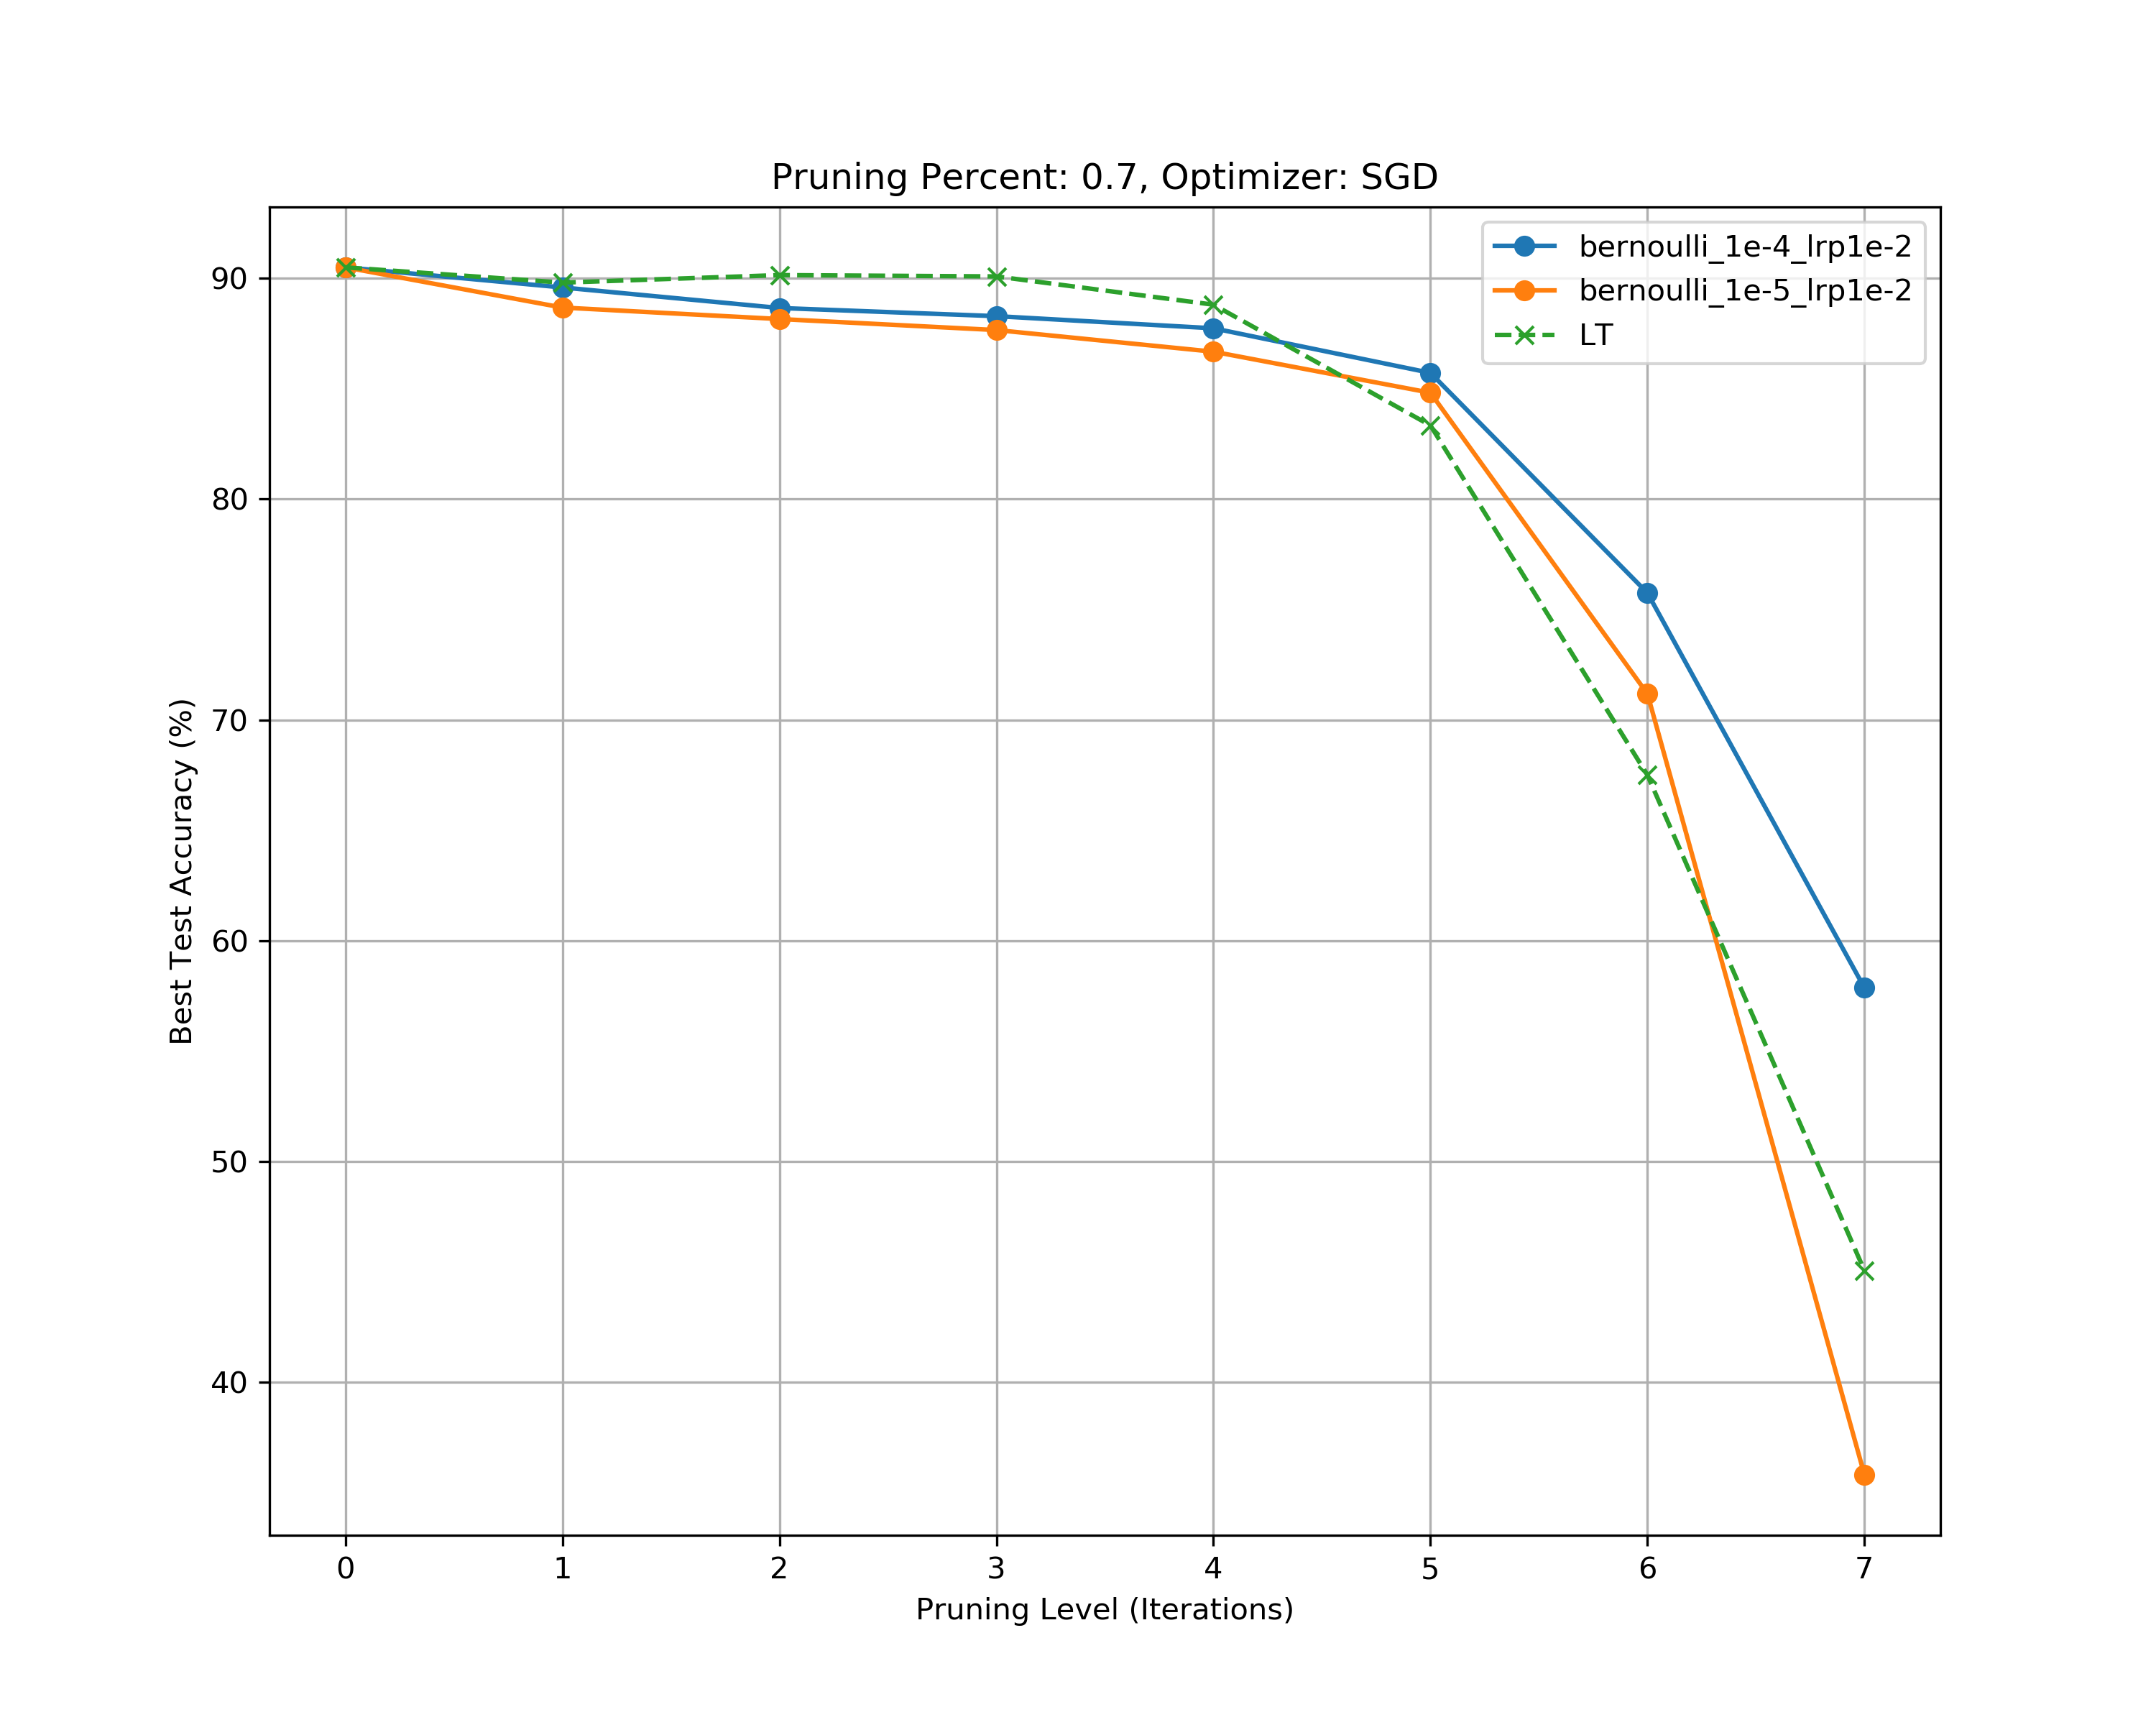 Pruning Percent: 0.7, Optimizer: SGD
bernoulli_1e-4_lrp1e-2
bernoulli_1e-5_lrp1e-2
LT
Best Test Accuracy (%)
90
80
70
60
50
40
0 1 2 3 4 5 6 7
Pruning Level (Iterations)